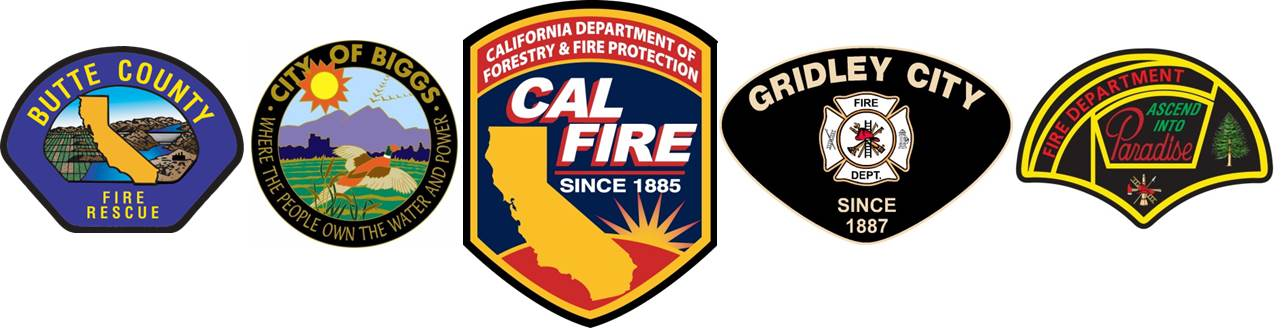 BUTTE COUNTY
FIRE
RESCUE
CITY OF BIGGS
• WHERE THE PEOPLE OWN THE WATER AND POWER •
CALIFORNIA DEPARTMENT OF
FORESTRY & FIRE PROTECTION
CAL
FIRE
SINCE 1885
GRIDLEY CITY
FIRE
DEPT.
SINCE
1887
FIRE DEPARTMENT
ASCEND
INTO
Paradise